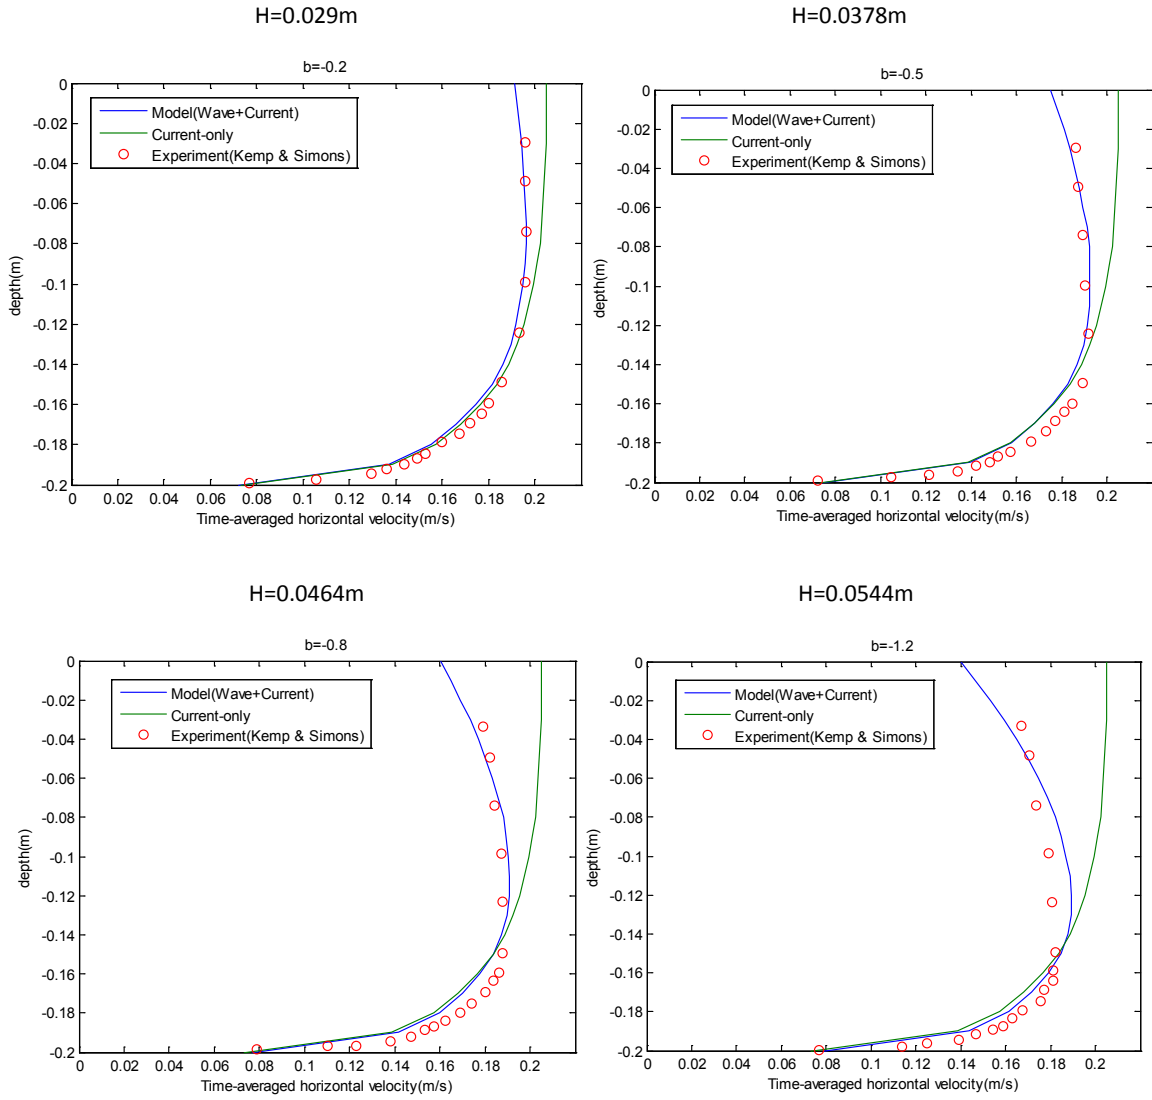 H=0.029m
b=-0.2
0
-0.02
-0.04
-0.06
-0.08
-0.1
-0.12
-0.14
-0.16
-0.18
-0.2
depth(m)
Model(Wave+Current)
Current-only
Experiment(Kemp & Simons)
0 0.02 0.04 0.06 0.08 0.1 0.12 0.14 0.16 0.18 0.2
Time-averaged horizontal velocity(m/s)
H=0.0378m
b=-0.5
0
-0.02
-0.04
-0.06
-0.08
-0.1
-0.12
-0.14
-0.16
-0.18
-0.2
depth(m)
Model(Wave+Current)
Current-only
Experiment(Kemp & Simons)
0 0.02 0.04 0.06 0.08 0.1 0.12 0.14 0.16 0.18 0.2
Time-averaged horizontal velocity(m/s)
H=0.0464m
b=-0.8
0
-0.02
-0.04
-0.06
-0.08
-0.1
-0.12
-0.14
-0.16
-0.18
-0.2
depth(m)
Model(Wave+Current)
Current-only
Experiment(Kemp & Simons)
0 0.02 0.04 0.06 0.08 0.1 0.12 0.14 0.16 0.18 0.2
Time-averaged horizontal velocity(m/s)
H=0.0544m
b=-1.2
0
-0.02
-0.04
-0.06
-0.08
-0.1
-0.12
-0.14
-0.16
-0.18
-0.2
depth(m)
Model(Wave+Current)
Current-only
Experiment(Kemp & Simons)
0 0.02 0.04 0.06 0.08 0.1 0.12 0.14 0.16 0.18 0.2
Time-averaged horizontal velocity(m/s)